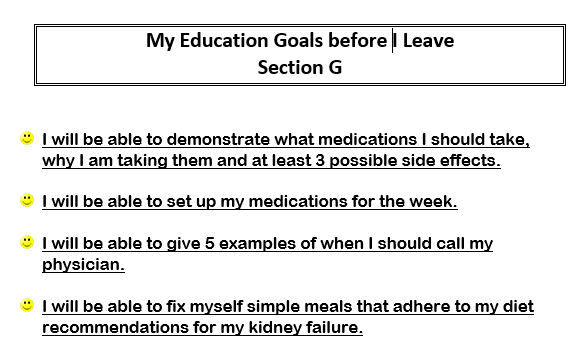 My Education Goals before I Leave
Section G
I will be able to demonstrate what medications I should take,
why I am taking them and at least 3 possible side effects.
I will be able to set up my medications for the week.
I will be able to give 5 examples of when I should call my
physician.
I will be able to fix myself simple meals that adhere to my diet
recommendations for my kidney failure.